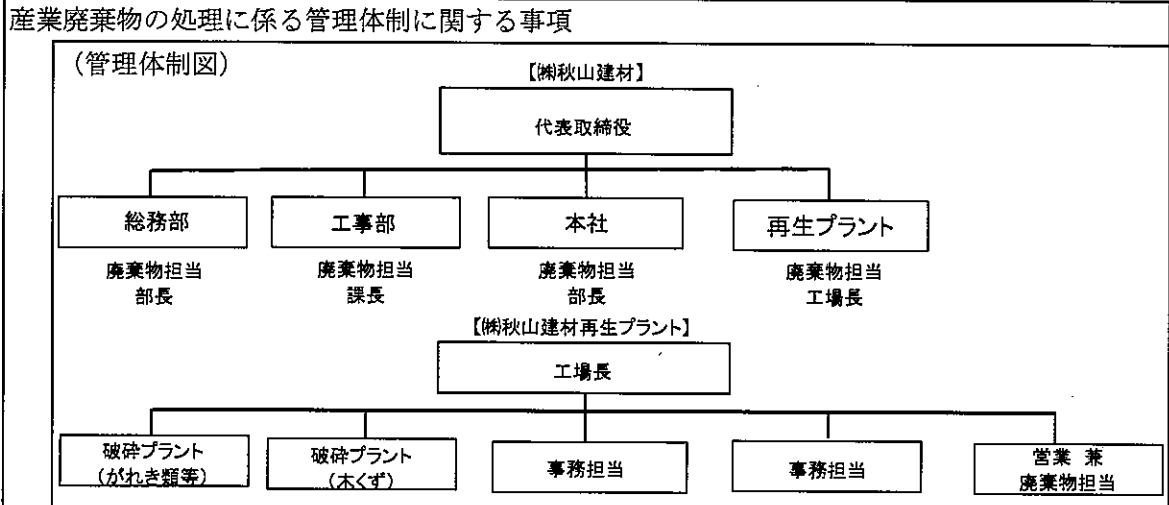 産業廃棄物の処理に係る管理体制に関する事項
（管理体制図）
【㈱秋山建材】
代表取締役
総務部 工事部 本社 再生プラント
廃棄物担当 廃棄物担当 廃棄物担当 廃棄物担当
部長 課長 部長 工場長
【㈱秋山建材再生プラント】
工場長
破砕プラント 破砕プラント 事務担当 事務担当 営業 兼
（がれき類等） （木くず） 廃棄物担当